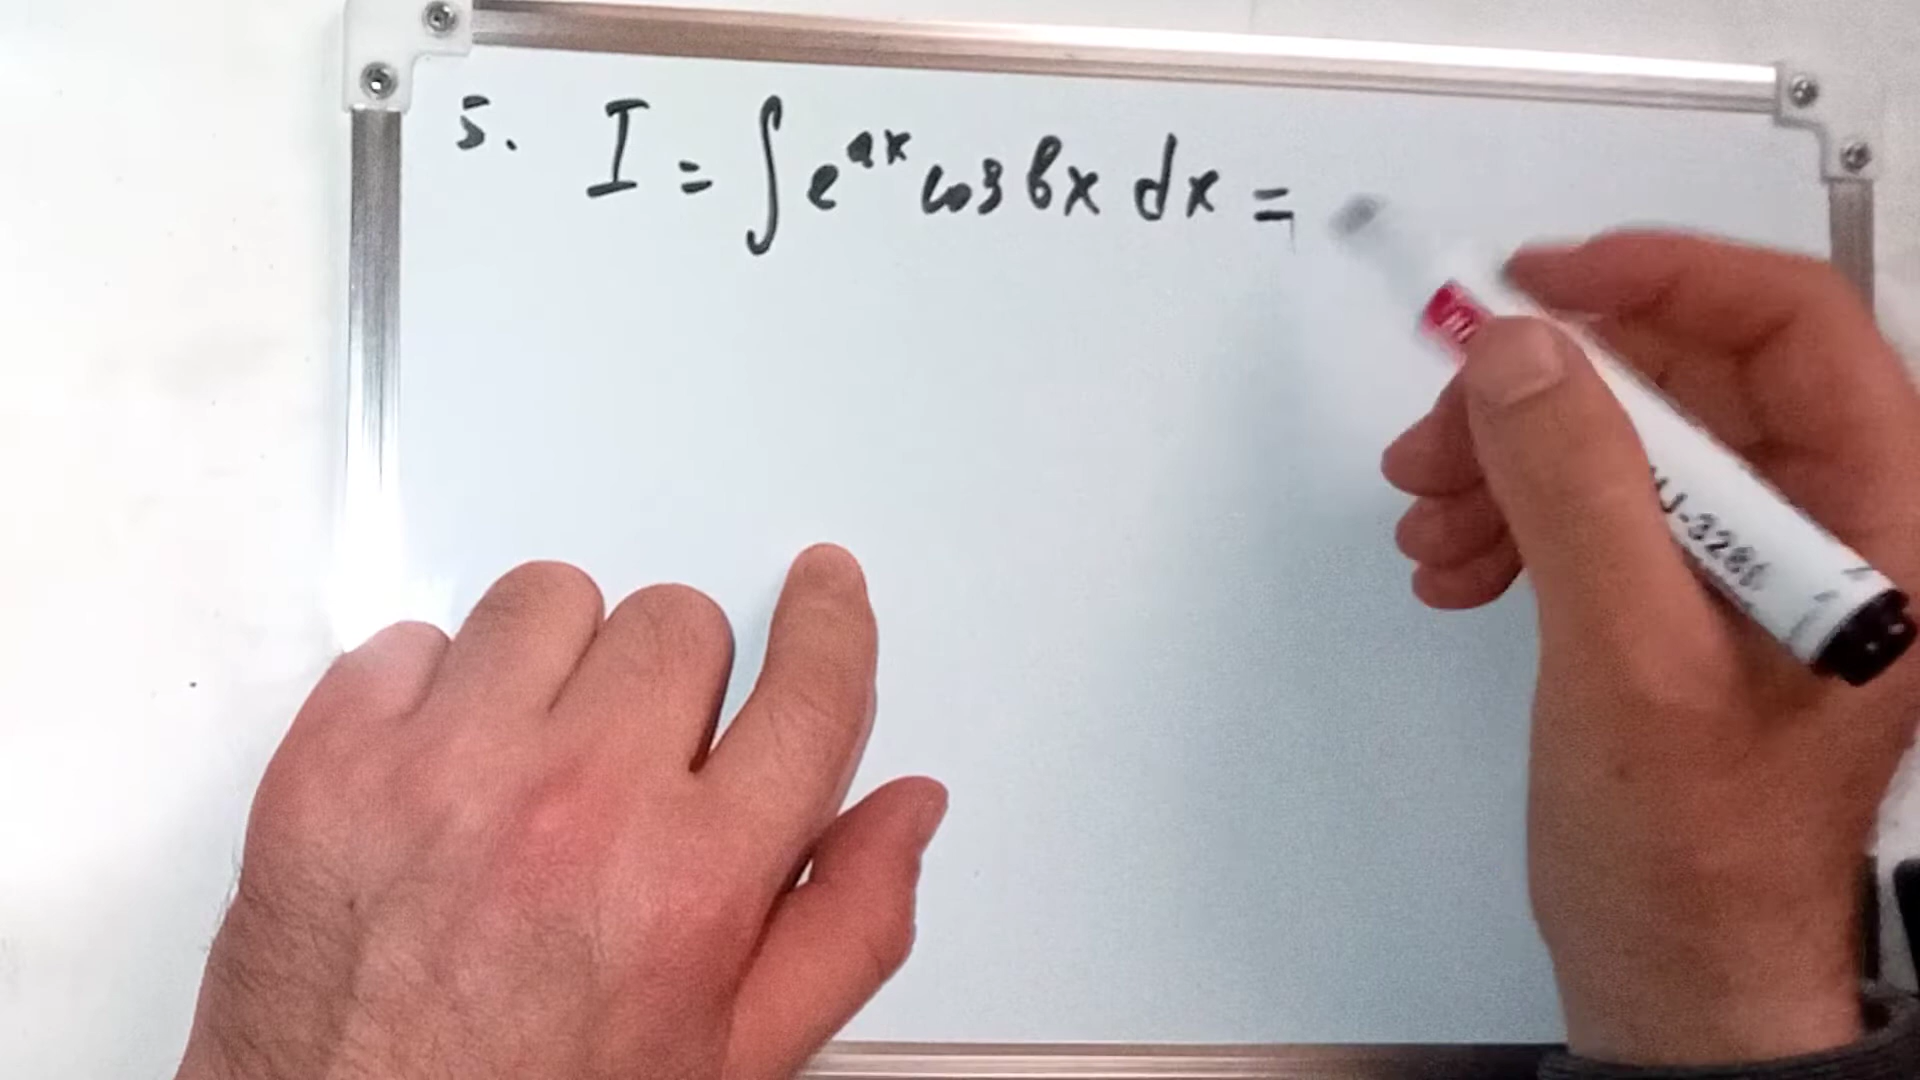 5. I = ∫ e^{ax} cos bx dx =